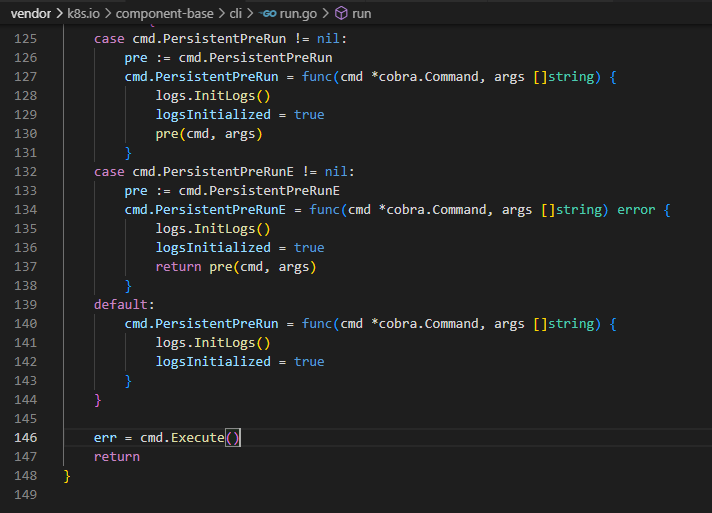 vendor > k8s.io > component-base > cli > run.go > run
125 case cmd.PersistentPreRun != nil:
126 pre := cmd.PersistentPreRun
127 cmd.PersistentPreRun = func(cmd *cobra.Command, args []string) {
128 logs.InitLogs()
129 logsInitialized = true
130 pre(cmd, args)
131 }
132 case cmd.PersistentPreRunE != nil:
133 pre := cmd.PersistentPreRunE
134 cmd.PersistentPreRunE = func(cmd *cobra.Command, args []string) error {
135 logs.InitLogs()
136 logsInitialized = true
137 return pre(cmd, args)
138 }
139 default:
140 cmd.PersistentPreRun = func(cmd *cobra.Command, args []string) {
141 logs.InitLogs()
142 logsInitialized = true
143 }
144 }
145
146 err = cmd.Execute()
147 return
148 }
149